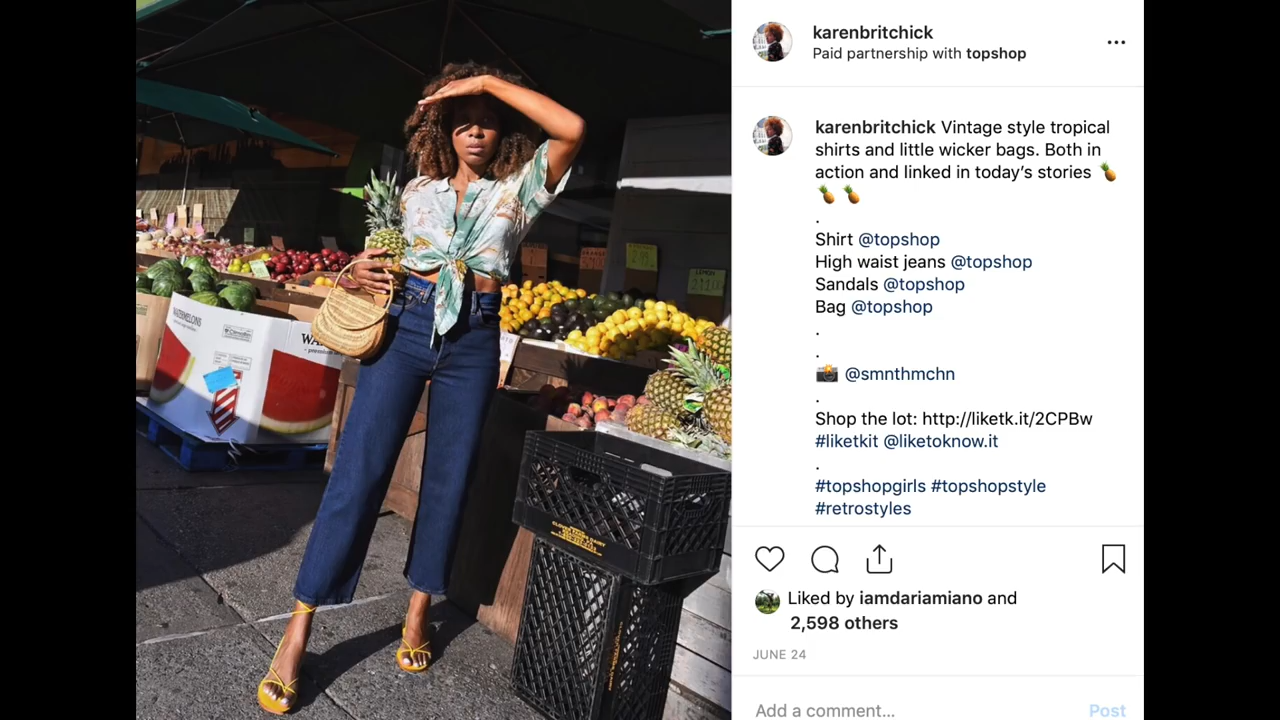 karenbritchick
Paid partnership with topshop
karenbritchick Vintage style tropical
shirts and little wicker bags. Both in
action and linked in today's stories 🍍
🍍 🍍
.
Shirt @topshop
High waist jeans @topshop
Sandals @topshop
Bag @topshop
.
.
📸 @smnthmchn
.
Shop the lot: http://liketk.it/2CPBw
#liketkit @liketoknow.it
.
#topshopgirls #topshopstyle
#retrostyles
Liked by iamdariamiano and
2,598 others
JUNE 24
Add a comment...
Post
WATERMELONS